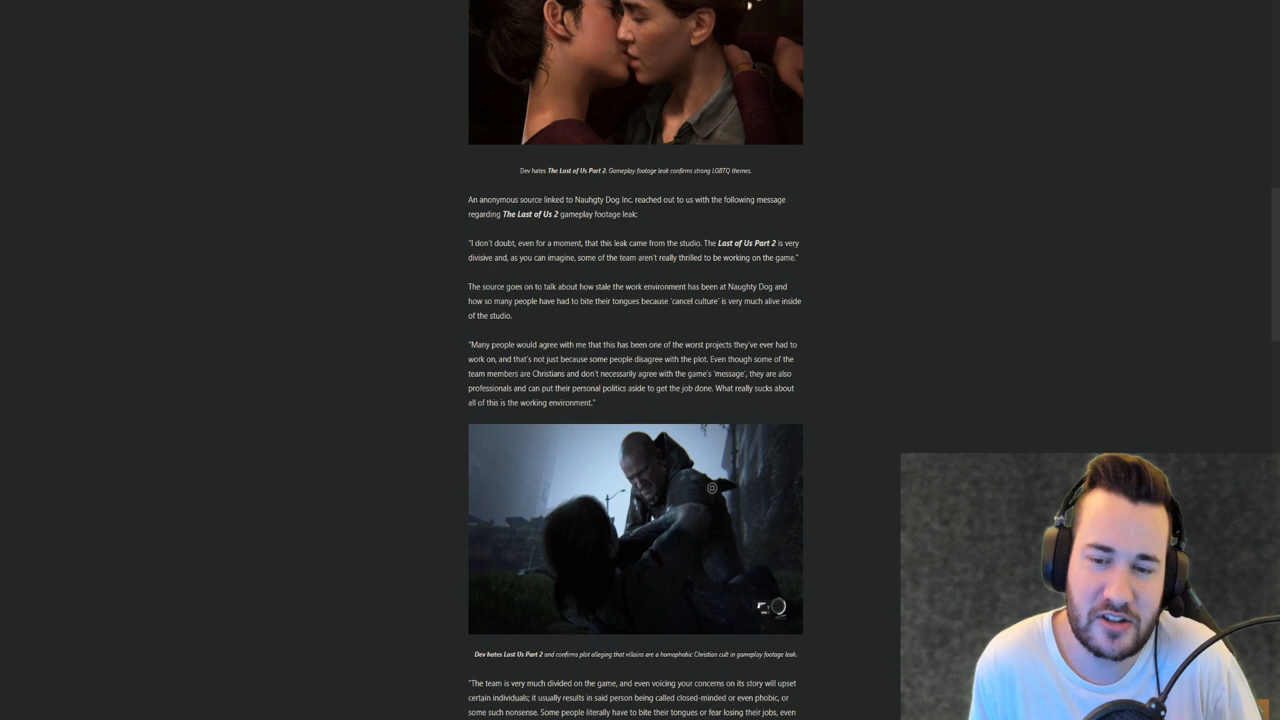 Dev hates The Last of Us Part 2. Gameplay footage leak confirms strong LGBTQ themes.
An anonymous source linked to Nauhgty Dog Inc. reached out to us with the following message
regarding The Last of Us 2 gameplay footage leak:
"I don't doubt, even for a moment, that this leak came from the studio. The Last of Us Part 2 is very
divisive and, as you can imagine, some of the team aren't really thrilled to be working on the game."
The source goes on to talk about how stale the work environment has been at Naughty Dog and
how so many people have had to bite their tongues because 'cancel culture' is very much alive inside
of the studio.
"Many people would agree with me that this has been one of the worst projects they've ever had to
work on, and that's not just because some people disagree with the plot. Even though some of the
team members are Christians and don't necessarily agree with the game's 'message', they are also
professionals and can put their personal politics aside to get the job done. What really sucks about
all of this is the working environment."
Dev hates Last Us Part 2 and confirms plot alleging that villains are a homophobic Christian cult in gameplay footage leak.
"The team is very much divided on the game, and even voicing your concerns on its story will upset
certain individuals; it usually results in said person being called closed-minded or even phobic, or
some such nonsense. Some people literally have to bite their tongues or fear losing their jobs, even